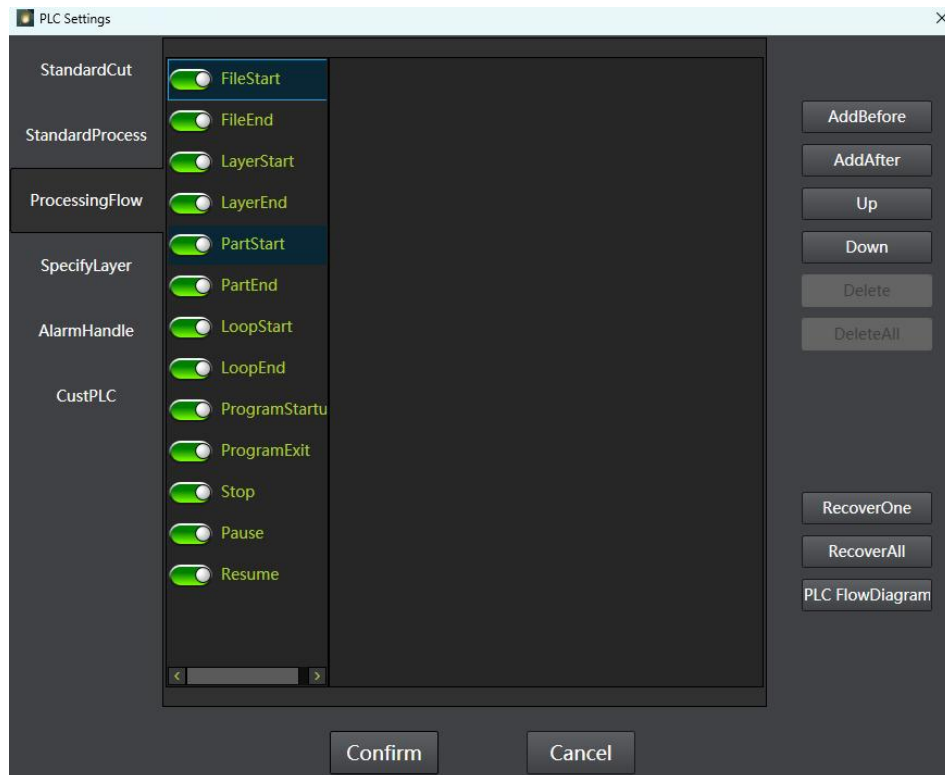 PLC Settings
StandardCut
StandardProcess
ProcessingFlow
SpecifyLayer
AlarmHandle
CustPLC
FileStart
FileEnd
LayerStart
LayerEnd
PartStart
PartEnd
LoopStart
LoopEnd
ProgramStartu
ProgramExit
Stop
Pause
Resume
AddBefore
AddAfter
Up
Down
Delete
DeleteAll
RecoverOne
RecoverAll
PLC FlowDiagram
Confirm
Cancel